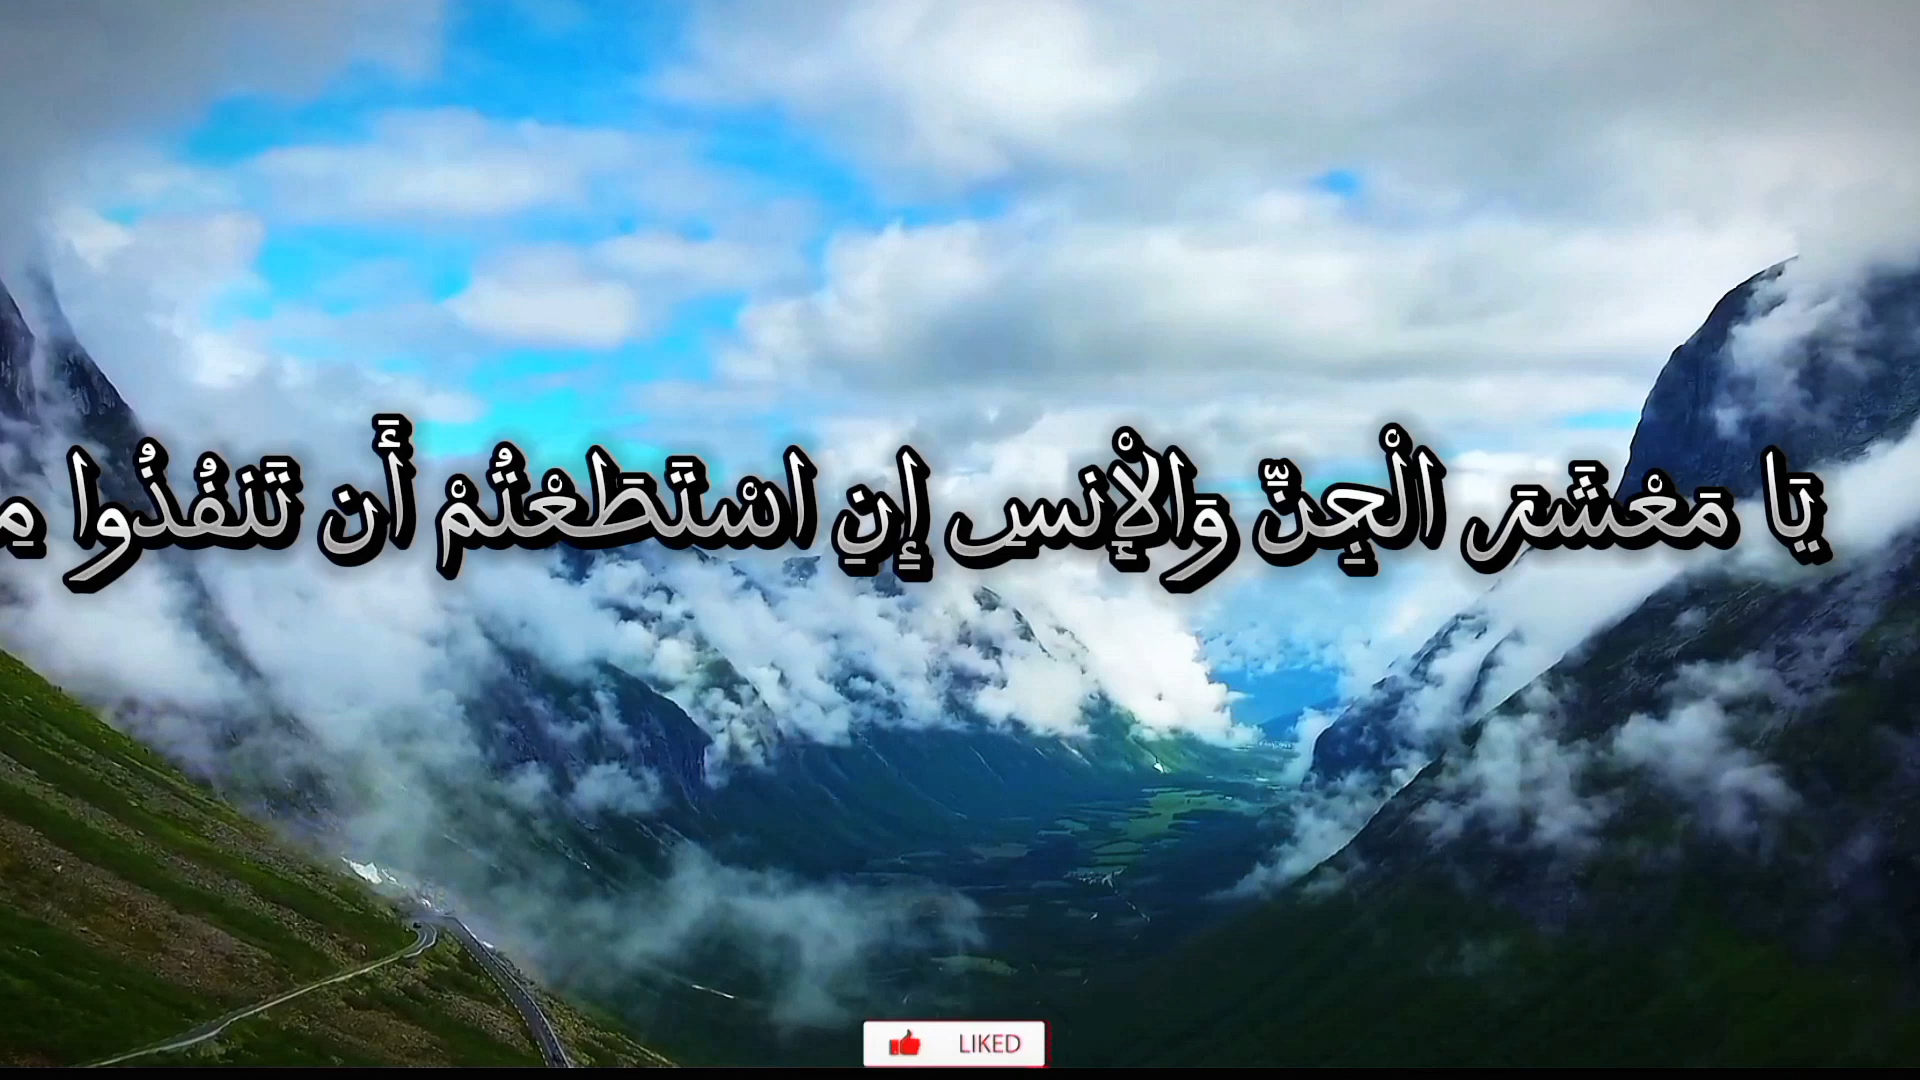 يَا مَعْشَرَ الْجِنِّ وَالْإِنسِ إِنِ اسْتَطَعْتُمْ أَن تَنفُذُوا مِ
LIKED